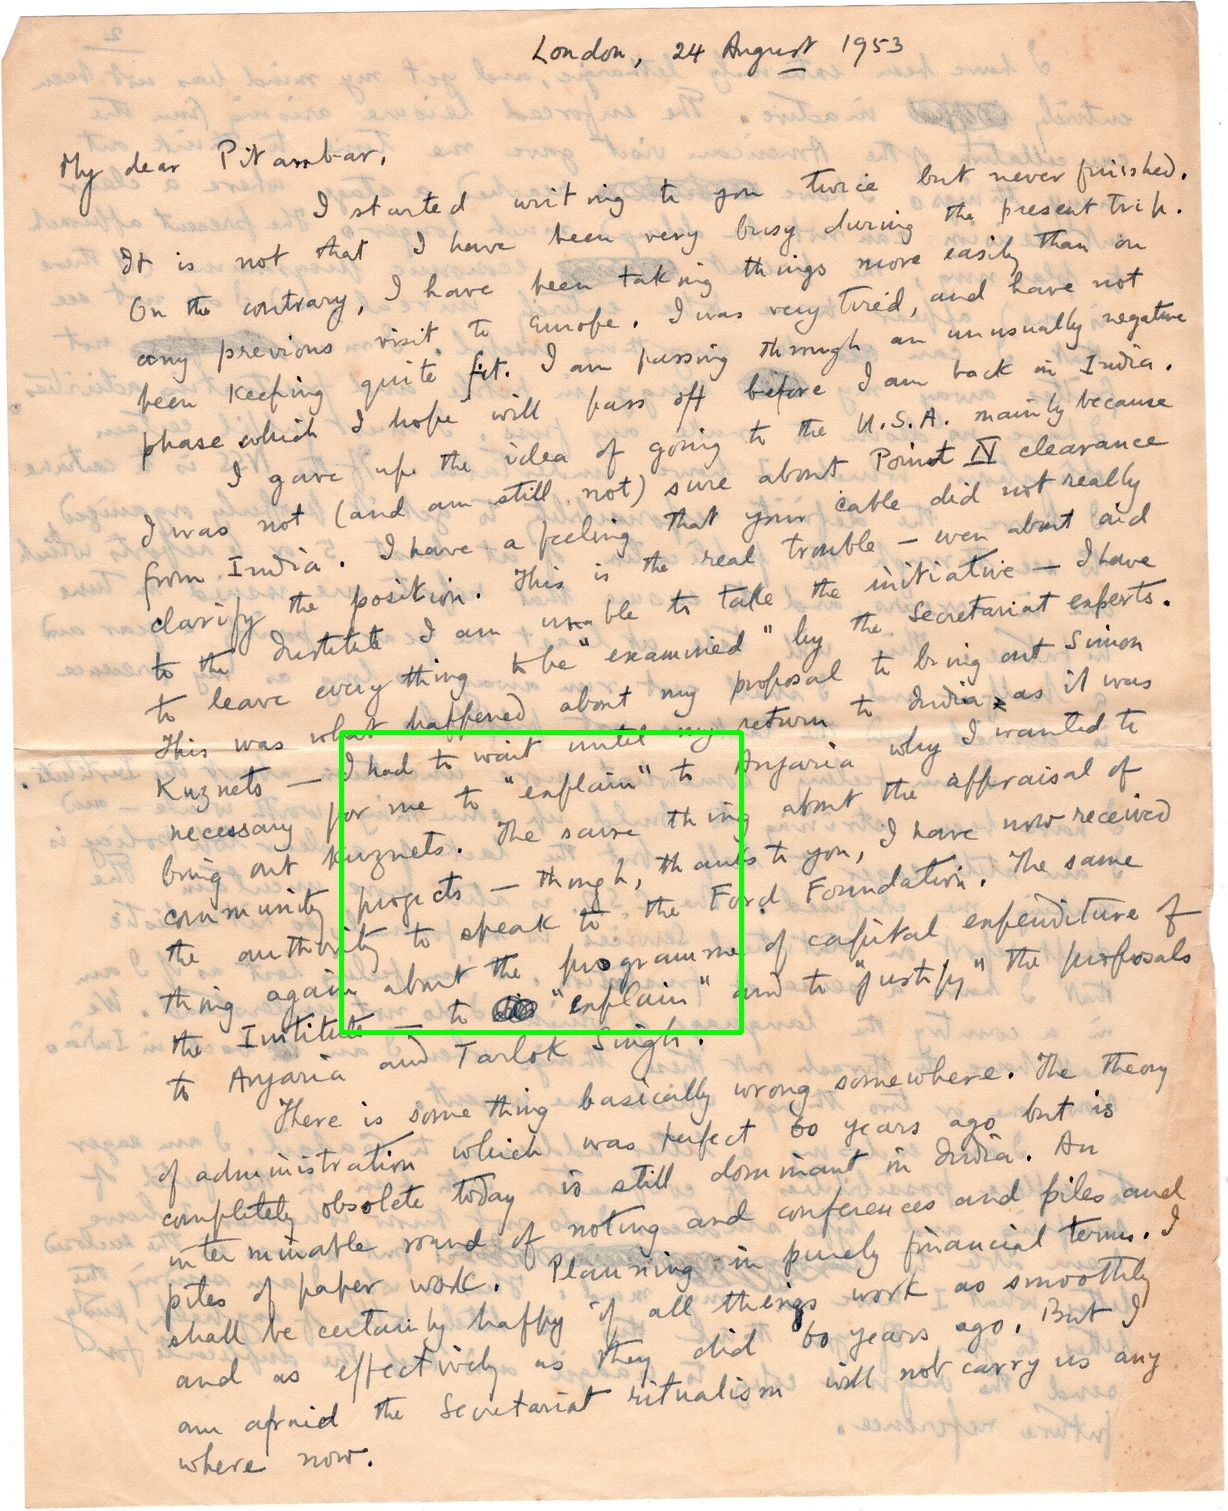 London, 24 August 1953
My dear Pitambar,
I started writing to you twice but never finished.
It is not that I have been very busy during the present trip.
On the contrary, I have been taking things more easily than on
any previous visit to Europe. I was very tired, and have not
been keeping quite fit. I am passing through an unusually negative
phase which I hope will pass off before I am back in India.
I gave up the idea of going to the U.S.A. mainly because
I was not (and am still not) sure about Point IV clearance
from India. I have a feeling that your cable did not really
clarify the position. This is the real trouble — even about aid
to the Institute I am unable to take the initiative — I have
to leave every thing to be "examined" by the Secretariat experts.
This was what happened about my proposal to bring out Simon
Kuznets — I had to wait until my return to India, as it was
necessary for me to "explain" to Anjaria why I wanted to
bring out Kuznets. The same thing about the appraisal of
community projects — though, thanks to you, I have now received
the authority to speak to the Ford Foundation. The same
thing again about the programme of capital expenditure of
the Institute — to "explain" and to "justify" the proposals
to Anjaria and Tarlok Singh.
There is something basically wrong somewhere. The theory
of administration which was perfect 60 years ago but is
completely obsolete today is still dominant in India. An
interminable round of noting and conferences and piles and
piles of paper work. Planning in purely financial terms. I
shall be certainly happy if all things work as smoothly
and as effectively as they did 60 years ago. But I
am afraid the Secretariat ritualism will not carry us any
where now.